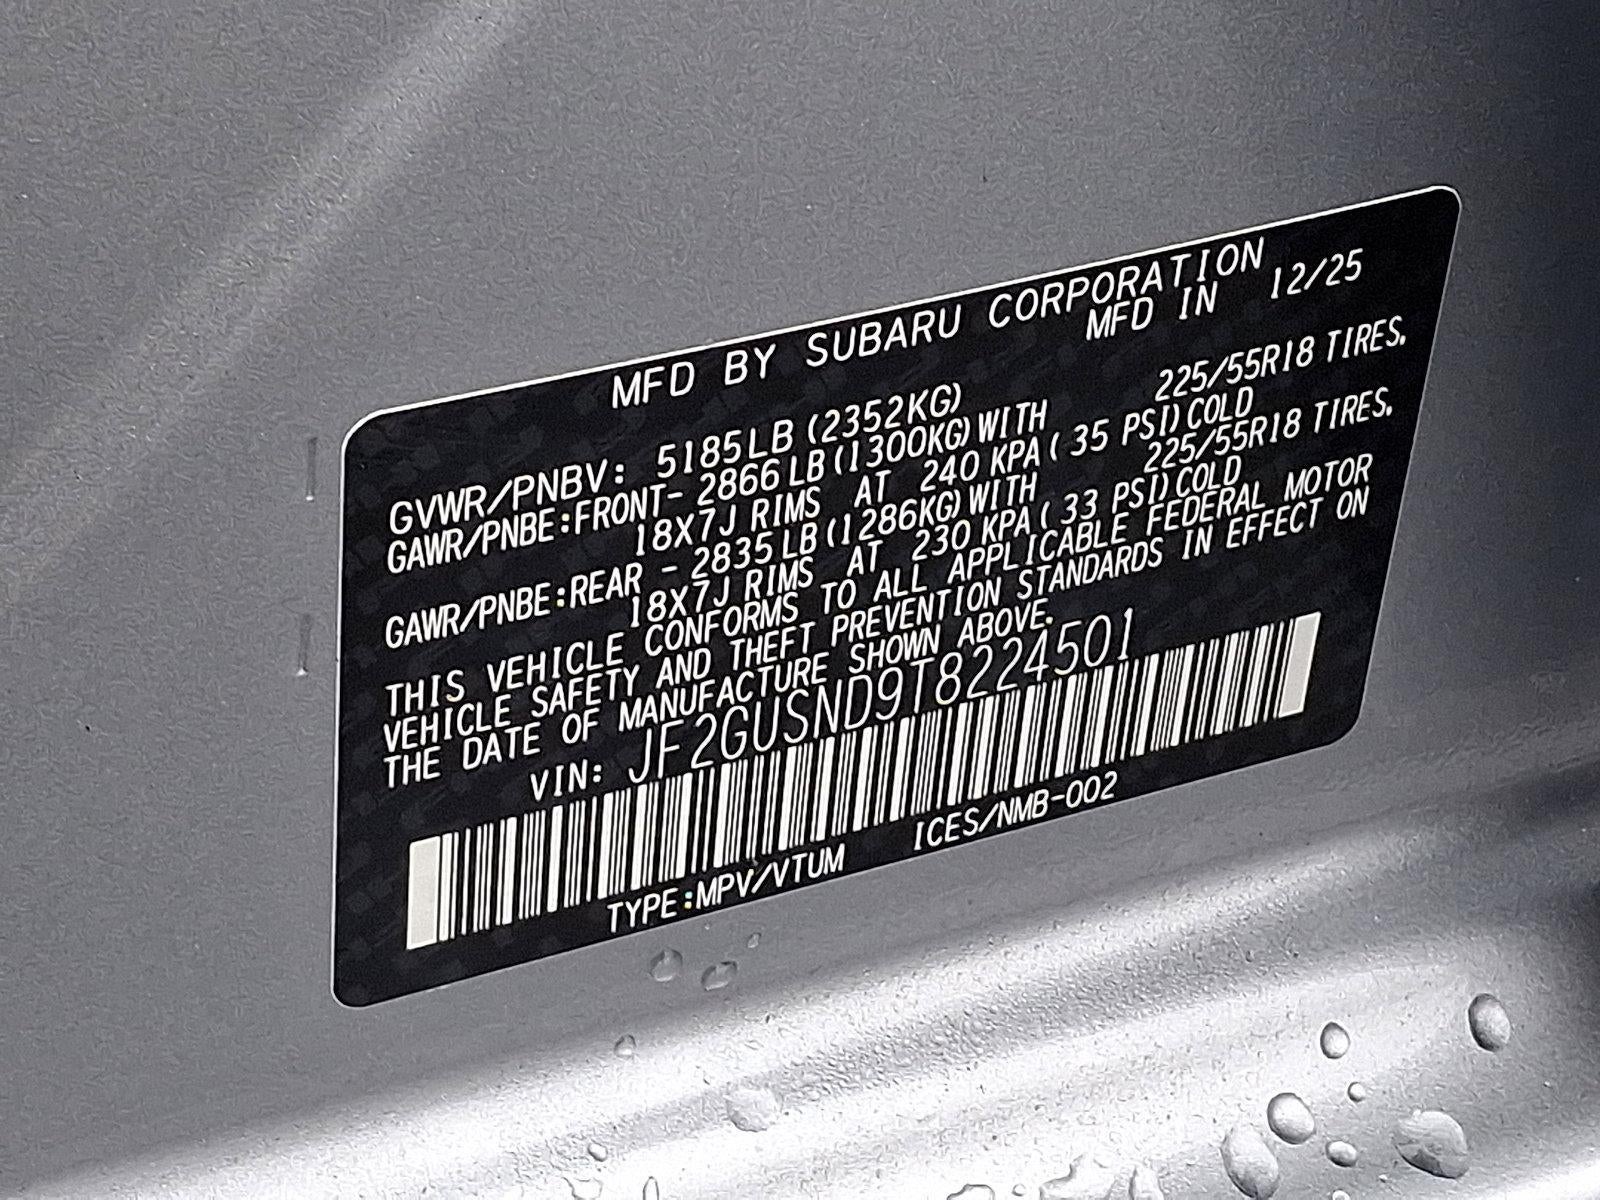 MFD BY SUBARU CORPORATION
MFD IN 12/25
GVWR/PNBV: 5185LB (2352KG)
GAWR/PNBE:FRONT- 2866 LB (1300KG) WITH 225/55R18 TIRES.
18X7J RIMS AT 240 KPA ( 35 PSI) COLD
GAWR/PNBE:REAR - 2835 LB (1286KG) WITH 225/55R18 TIRES.
18X7J RIMS AT 230 KPA ( 33 PSI) COLD
THIS VEHICLE CONFORMS TO ALL APPLICABLE FEDERAL MOTOR
VEHICLE SAFETY AND THEFT PREVENTION STANDARDS IN EFFECT ON
THE DATE OF MANUFACTURE SHOWN ABOVE.
VIN: JF2GUSND9T8224501
TYPE:MPV/VTUM ICES/NMB-002